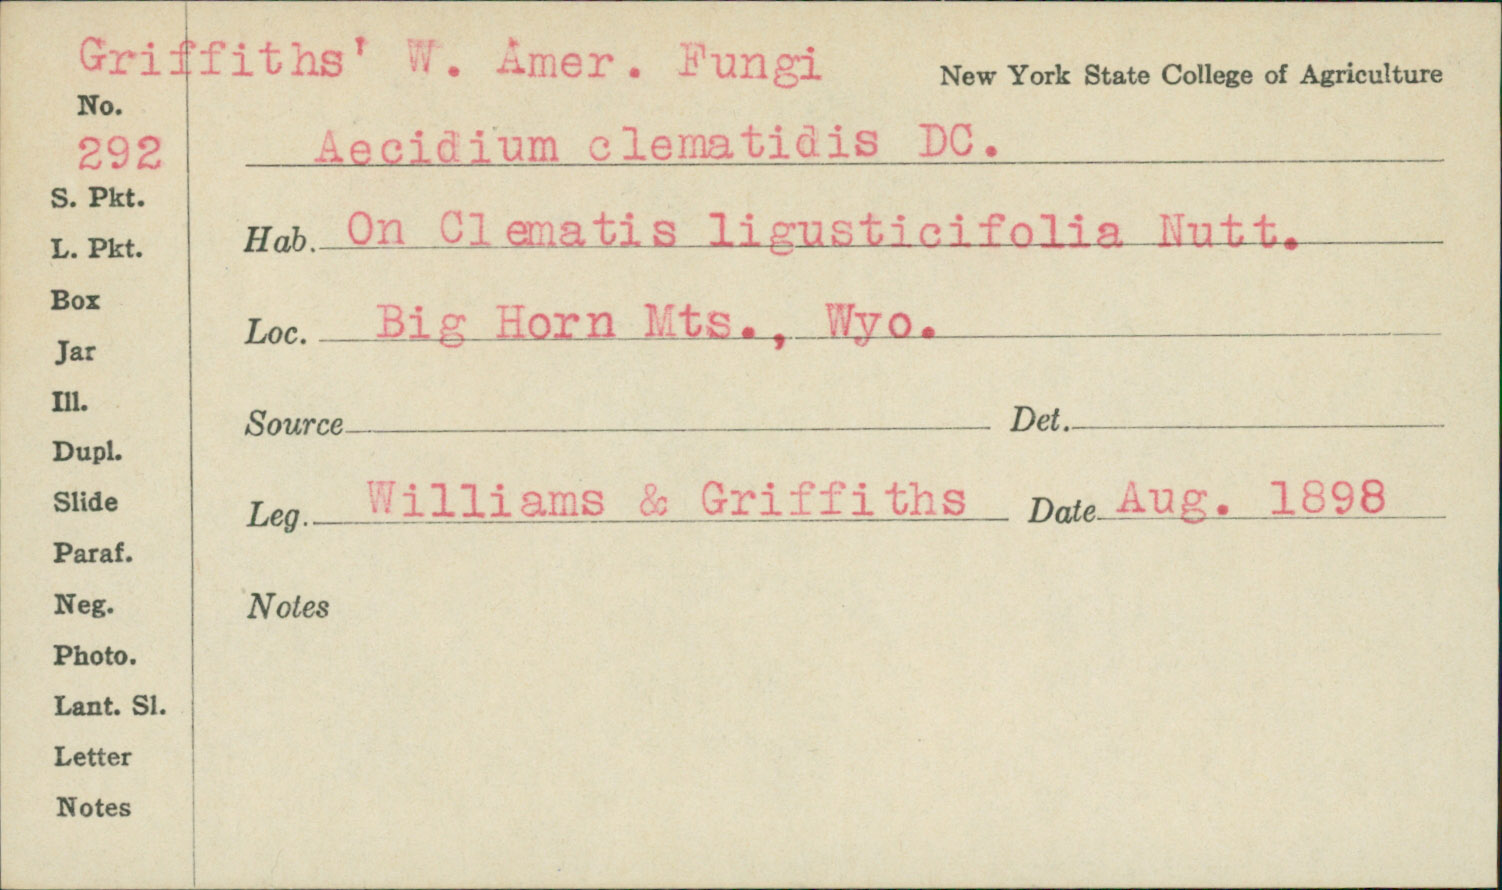 Griffiths' W. Amer. Fungi
New York State College of Agriculture
No.
292
Aecidium clematidis DC.
S. Pkt.
Hab. On Clematis ligusticifolia Nutt.
L. Pkt.
Box
Loc. Big Horn Mts., Wyo.
Jar
Ill.
Source
Det.
Dupl.
Slide
Leg. Williams & Griffiths Date Aug. 1898
Paraf.
Neg.
Notes
Photo.
Lant. Sl.
Letter
Notes